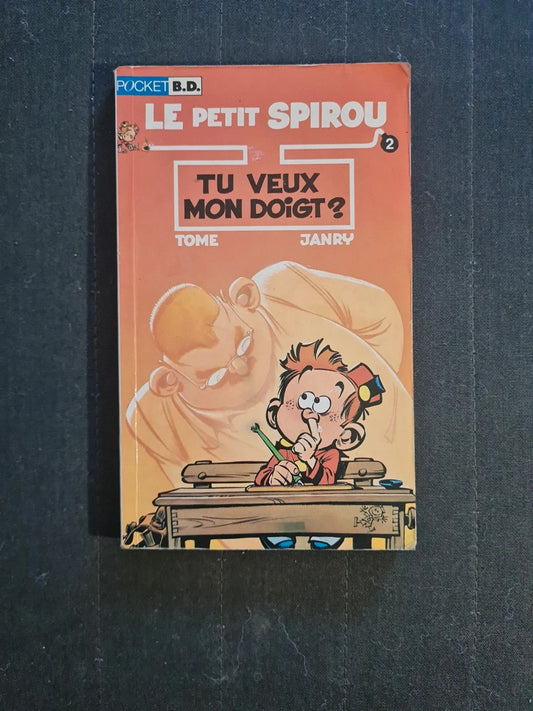 POCKET B.D.
LE PETIT SPIROU
2
TU VEUX
MON DOIGT?
TOME JANRY